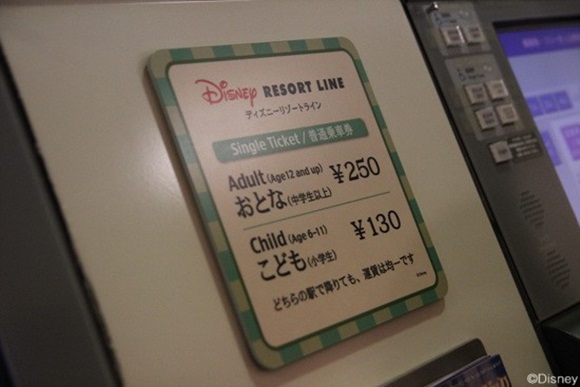 Disney RESORT LINE
ディズニーリゾートライン
Single Ticket / 普通乗車券
Adult (Age 12 and up) ¥250
おとな (中学生以上)
Child (Age 6-11) ¥130
こども (小学生)
どちらの駅で降りても、運賃は均一です
©Disney